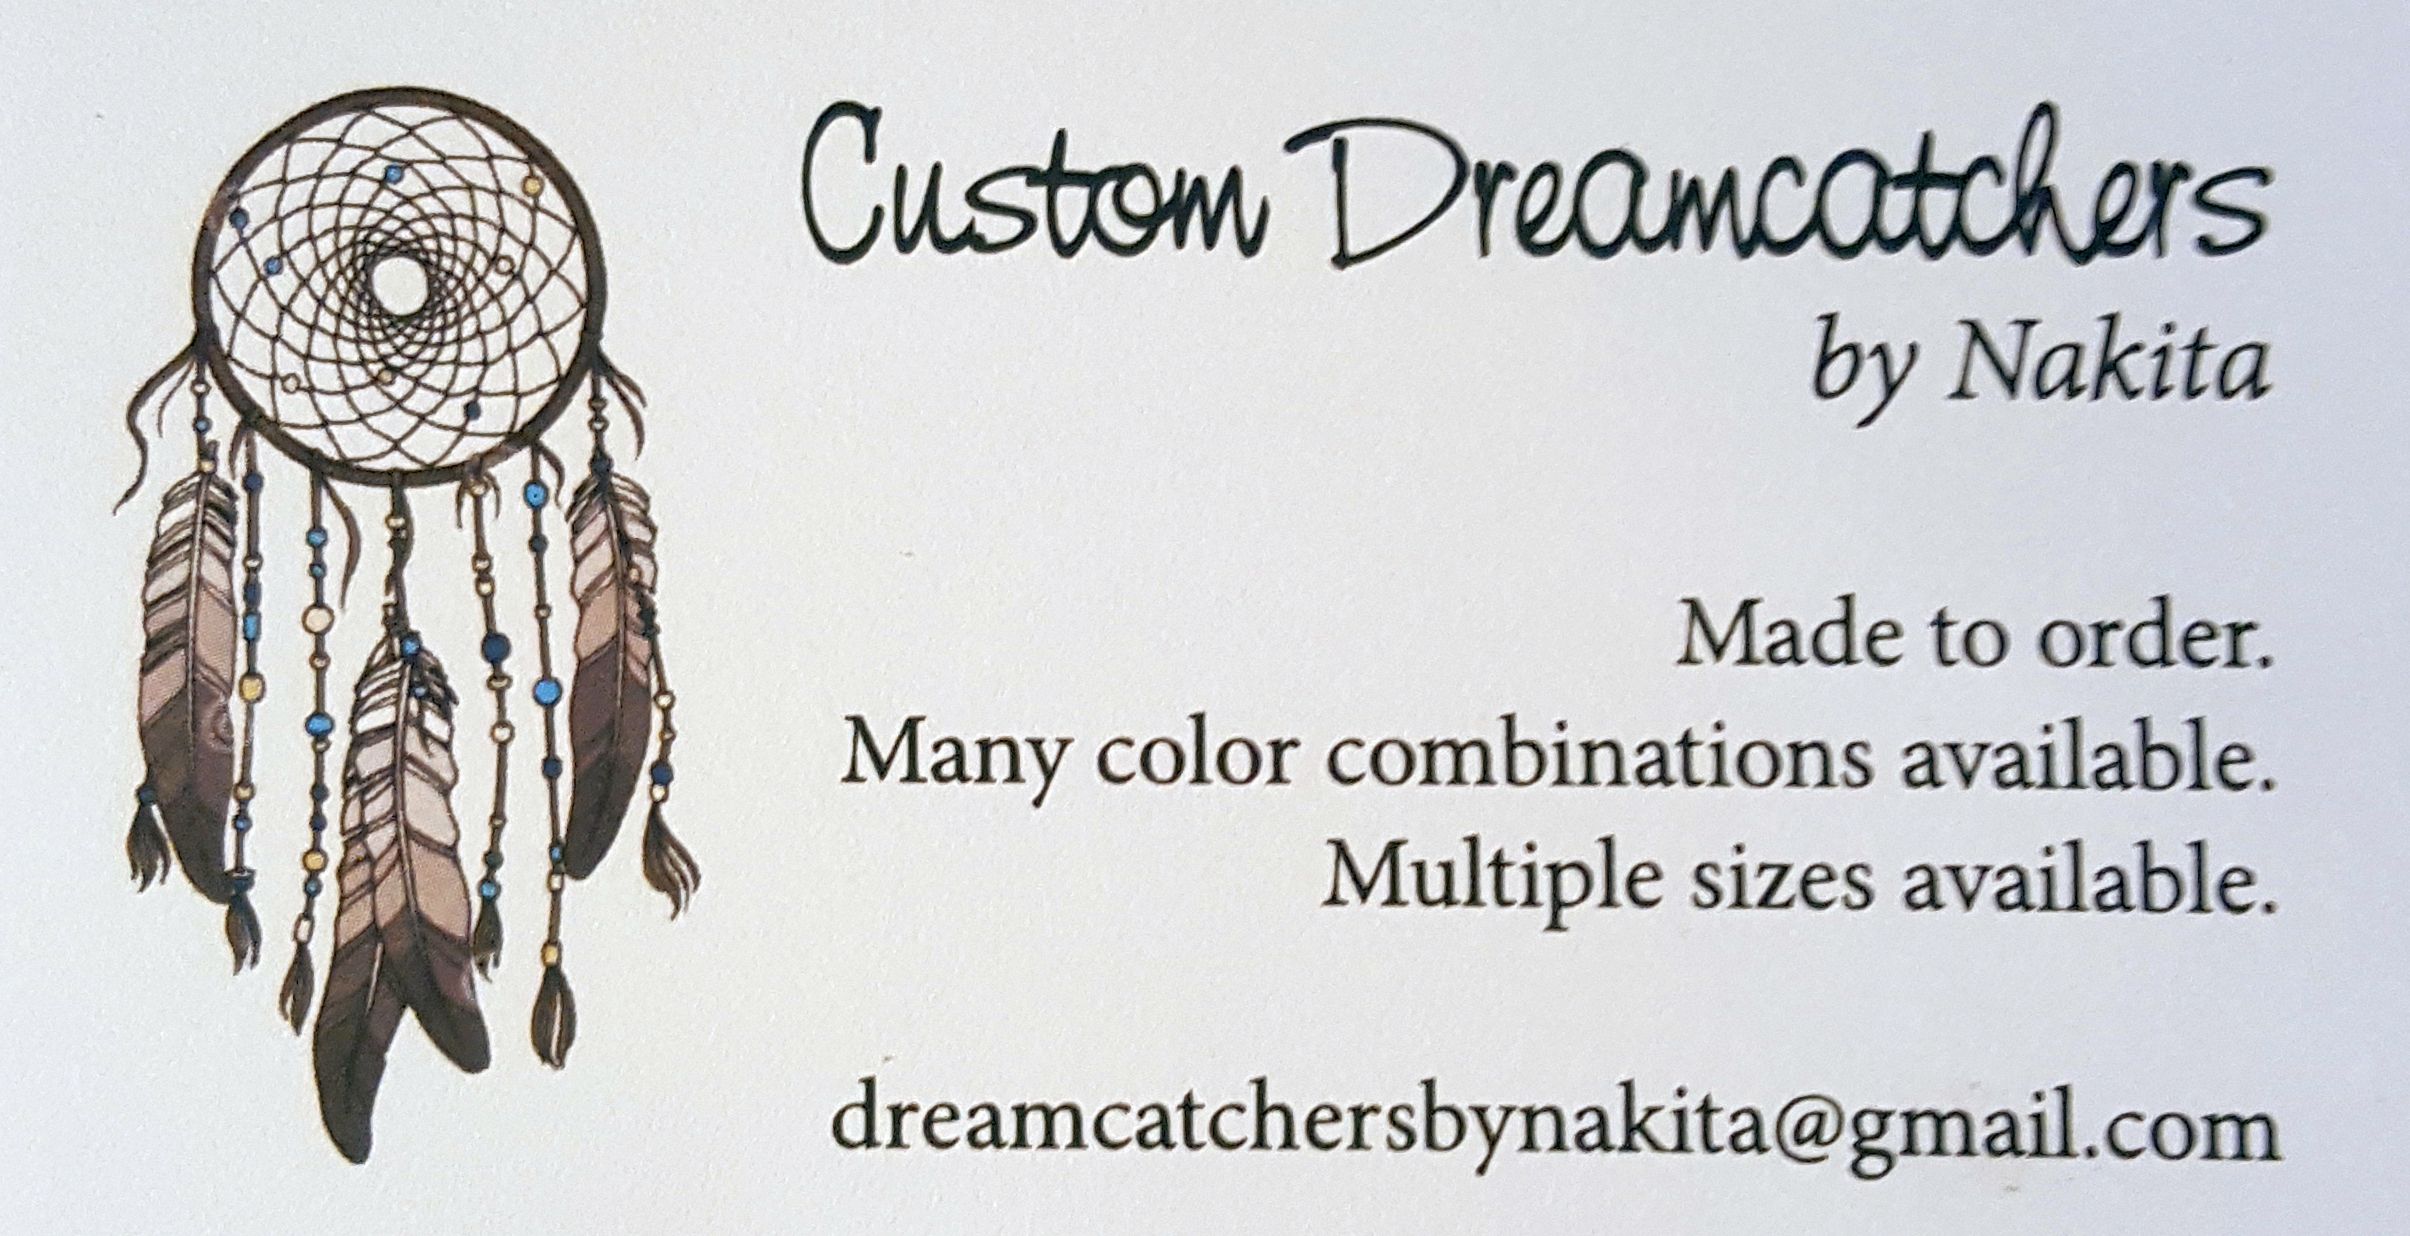 Custom Dreamcatchers
by Nakita
Made to order.
Many color combinations available.
Multiple sizes available.
dreamcatchersbynakita@gmail.com